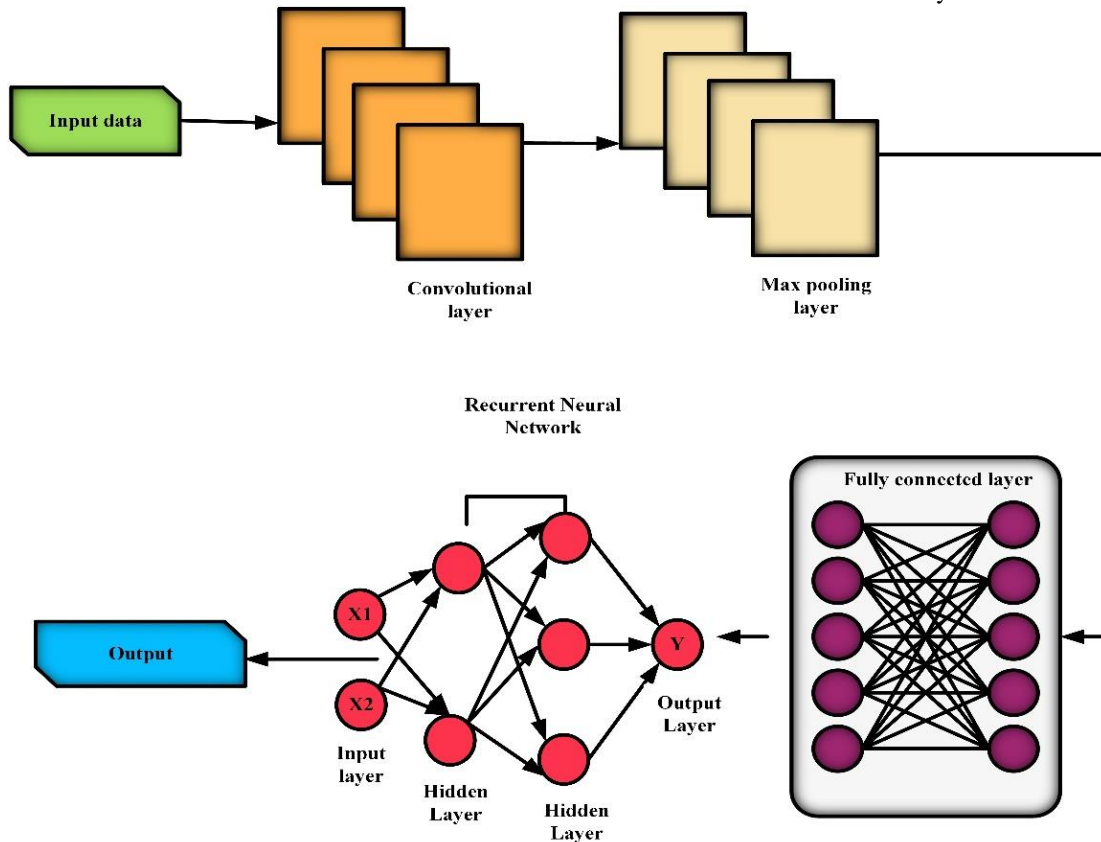 Input data
Convolutional
layer
Max pooling
layer
Recurrent Neural
Network
Fully connected layer
X1
X2
Y
Output
Input
layer
Hidden
Layer
Hidden
Layer
Output
Layer